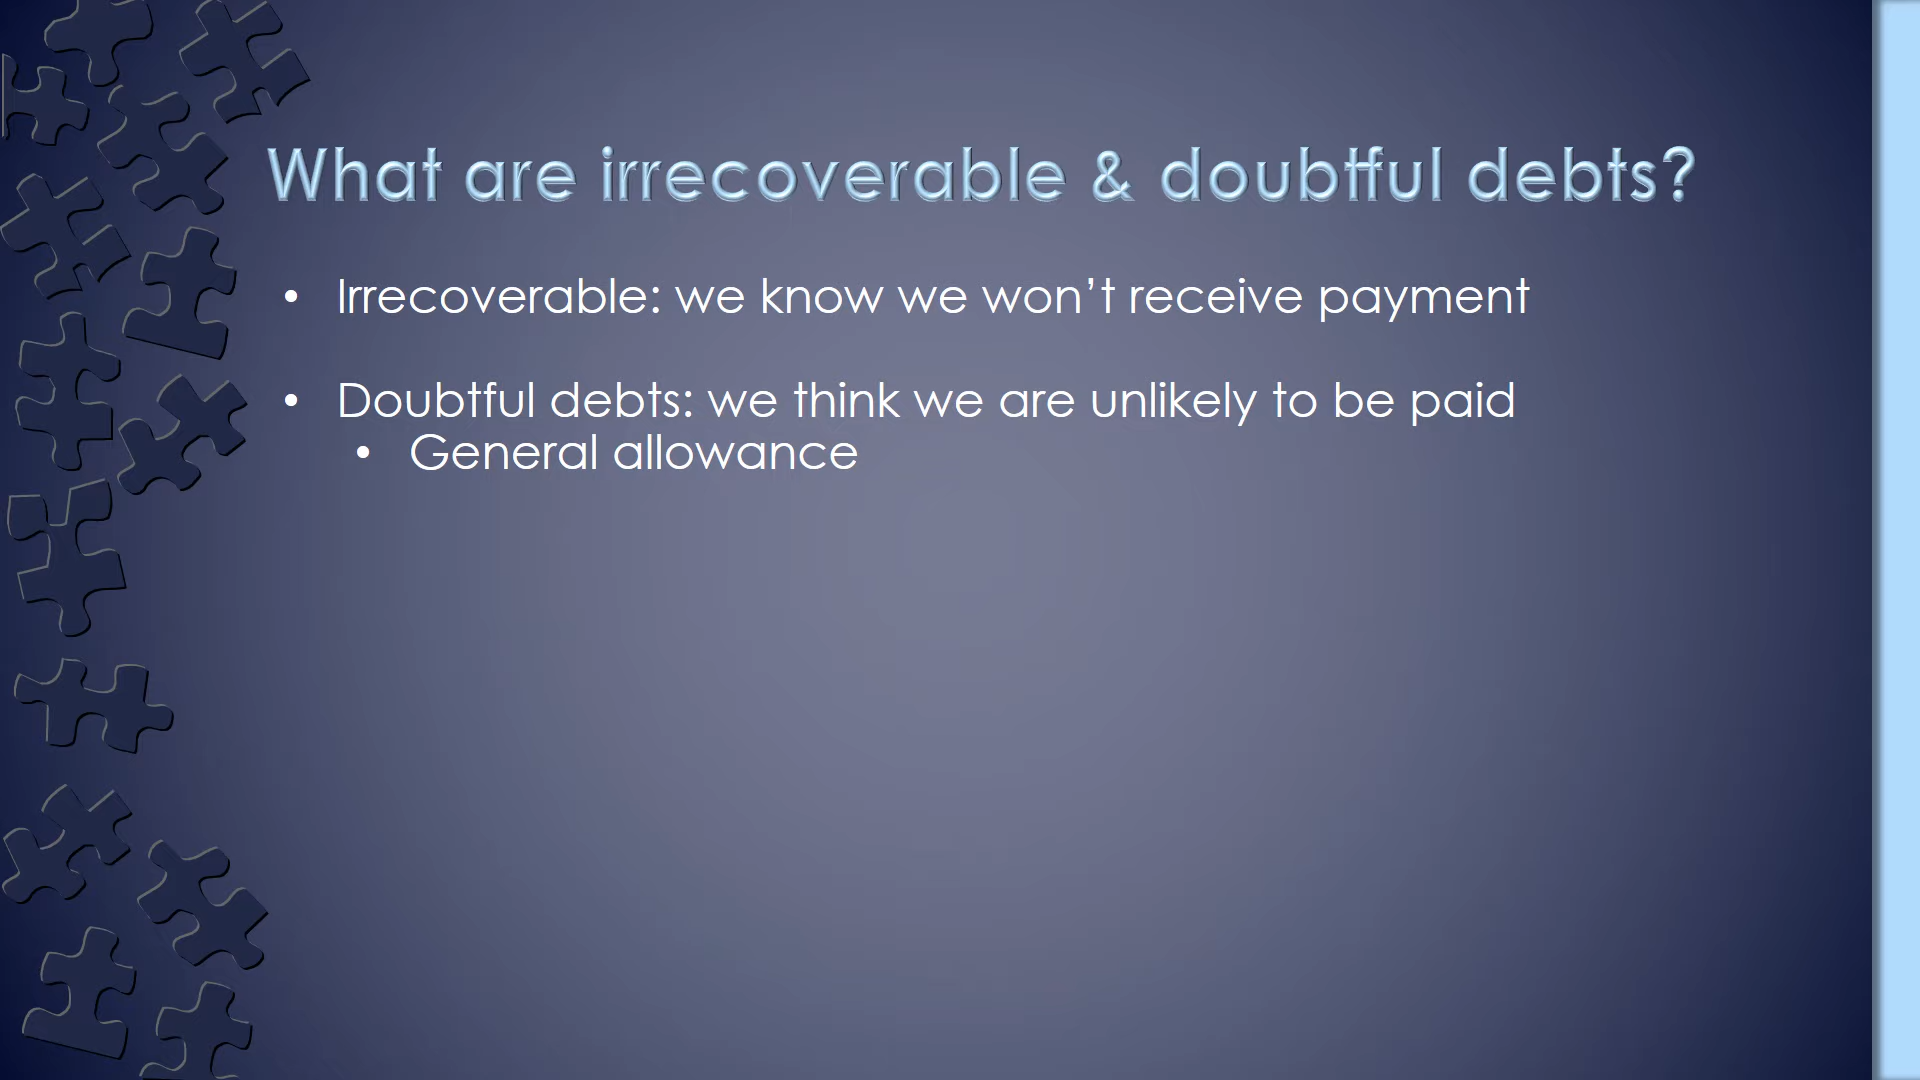 What are irrecoverable & doubtful debts?
• Irrecoverable: we know we won’t receive payment
• Doubtful debts: we think we are unlikely to be paid
• General allowance